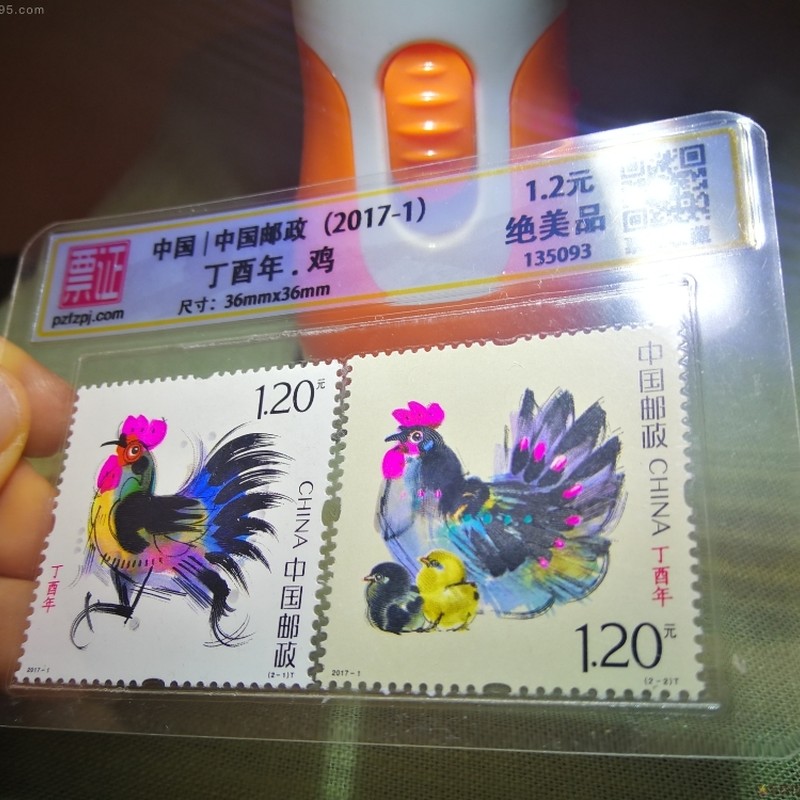 95.com
票证
pzfzpj.com
中国|中国邮政 (2017-1)
丁酉年.鸡
尺寸: 36mmx36mm
1.2元
绝美品
135093
1.20元
CHINA 中国邮政
丁酉年
2017-1
(2-1)T
中国邮政 CHINA
丁酉年
1.20元
2017-1
(2-2)T